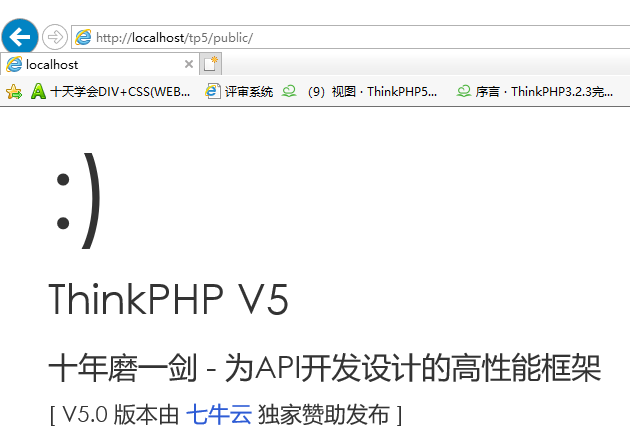 http://localhost/tp5/public/
localhost
十天学会DIV+CSS(WEB... 评审系统 （9）视图 · ThinkPHP5... 序言 · ThinkPHP3.2.3完...
:)
ThinkPHP V5
十年磨一剑 - 为API开发设计的高性能框架
[ V5.0 版本由 七牛云 独家赞助发布 ]